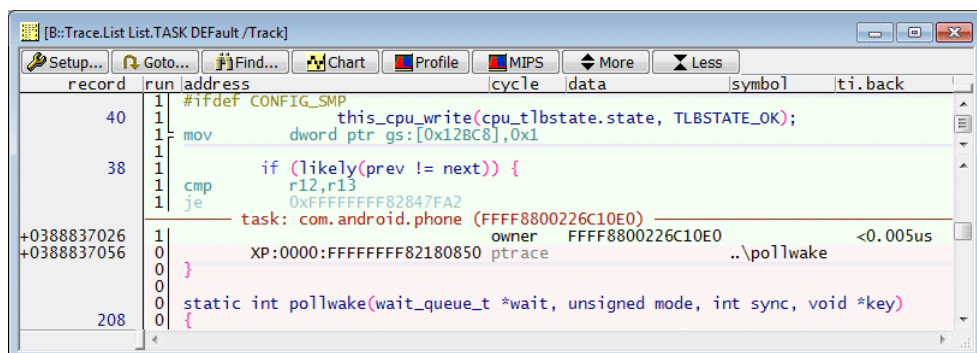 [B::Trace.List List.TASK DEFault /Track]
Setup... Goto... Find... Chart Profile MIPS More Less
record run address cycle data symbol ti.back
1 #ifdef CONFIG_SMP
40 1 this_cpu_write(cpu_tlbstate.state, TLBSTATE_OK);
1 mov dword ptr gs:[0x12BC8],0x1
1
38 1 if (likely(prev != next)) {
1 cmp r12,r13
1 je 0xFFFFFFFF82847FA2
task: com.android.phone (FFFF8800226C10E0)
+0388837026 1 owner FFFF8800226C10E0 <0.005us
+0388837056 0 XP:0000:FFFFFFFF82180850 ptrace ..\pollwake
0 }
0
0 static int pollwake(wait_queue_t *wait, unsigned mode, int sync, void *key)
208 0 {